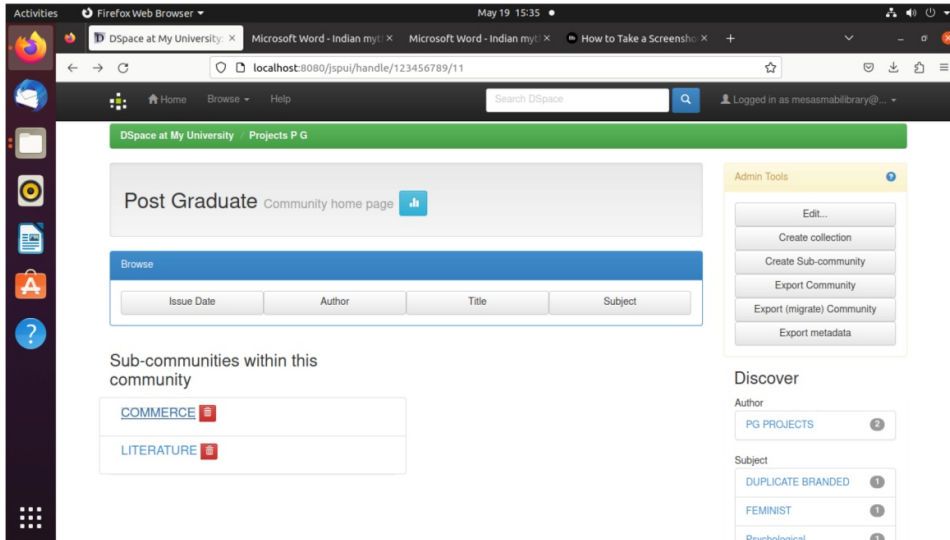 Activities Firefox Web Browser May 19 15:35
DSpace at My University: × Microsoft Word - Indian myt × Microsoft Word - Indian myt × How to Take a Screensho × +
localhost:8080/jspui/handle/123456789/11
Home Browse Help Search DSpace Logged in as mesasmabilibrary@...
DSpace at My University / Projects P G
Post Graduate Community home page
Admin Tools
Edit...
Create collection
Create Sub-community
Export Community
Export (migrate) Community
Export metadata
Browse
Issue Date Author Title Subject
Sub-communities within this
community
COMMERCE
LITERATURE
Discover
Author
PG PROJECTS 2
Subject
DUPLICATE BRANDED 1
FEMINIST 1
Psychological 1